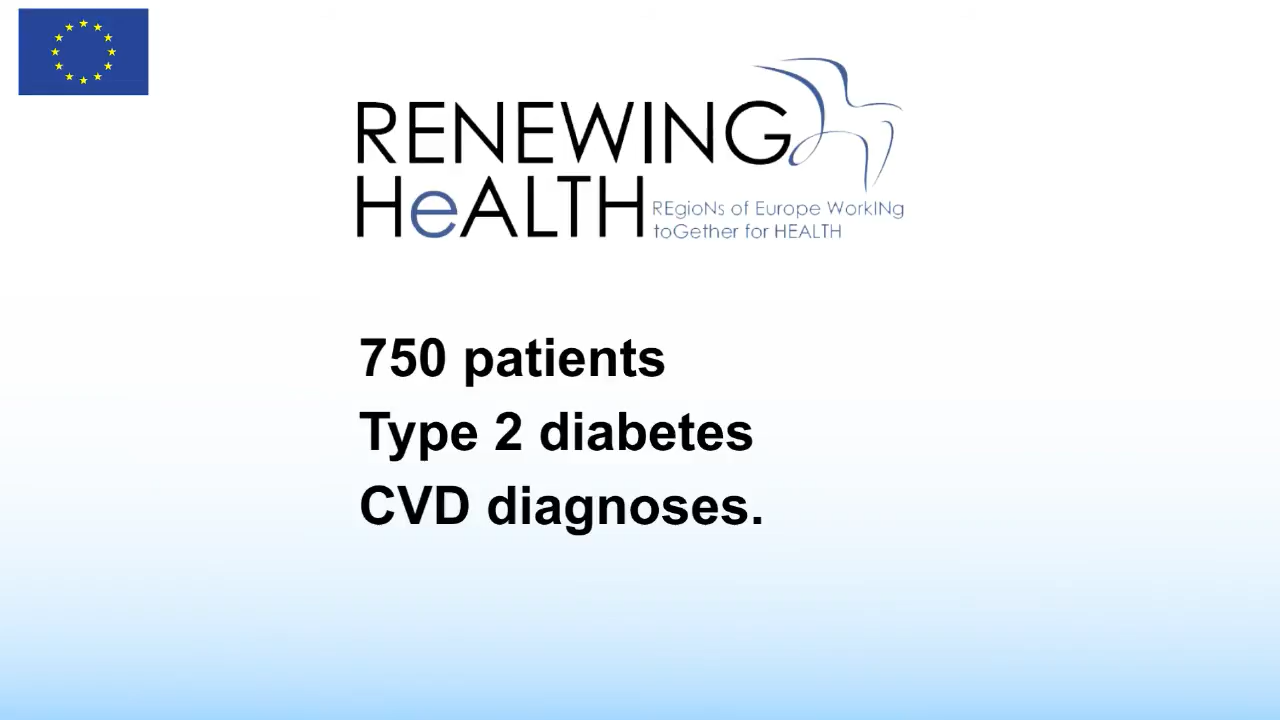 RENEWING
HeALTH
REgioNs of Europe WorkINg
toGether for HEALTH
750 patients
Type 2 diabetes
CVD diagnoses.